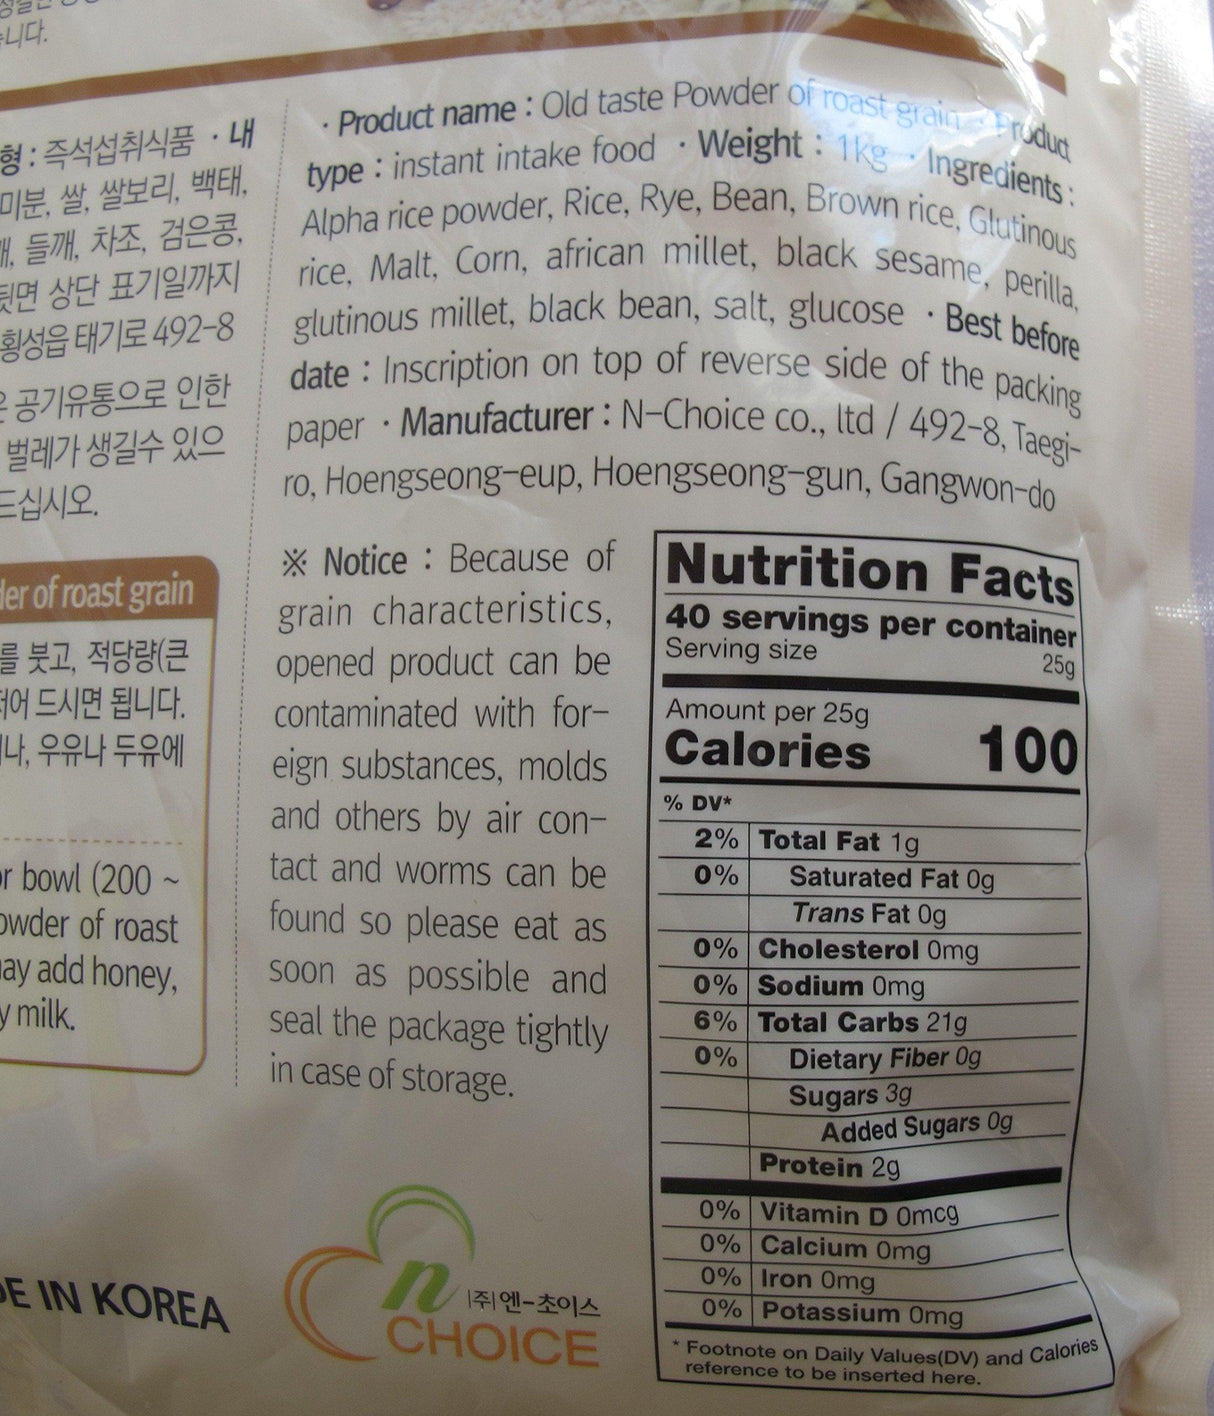 습니다.
형 : 즉석섭취식품 · 내
미분, 쌀, 쌀보리, 백태,
깨, 들깨, 차조, 검은콩,
뒷면 상단 표기일까지
횡성읍 태기로 492-8
은 공기유통으로 인한
벌레가 생길수 있으
드십시오.
der of roast grain
를 붓고, 적당량(큰
저어 드시면 됩니다.
나, 우유나 두유에
or bowl (200 ~
owder of roast
may add honey,
y milk.
DE IN KOREA
· Product name : Old taste Powder of roast grain · Product
type : instant intake food · Weight : 1kg · Ingredients :
Alpha rice powder, Rice, Rye, Bean, Brown rice, Glutinous
rice, Malt, Corn, african millet, black sesame, perilla,
glutinous millet, black bean, salt, glucose · Best before
date : Inscription on top of reverse side of the packing
paper · Manufacturer : N-Choice co., ltd / 492-8, Taegi-
ro, Hoengseong-eup, Hoengseong-gun, Gangwon-do
※ Notice : Because of
grain characteristics,
opened product can be
contaminated with for-
eign substances, molds
and others by air con-
tact and worms can be
found so please eat as
soon as possible and
seal the package tightly
in case of storage.
n
(주)엔-초이스
CHOICE
Nutrition Facts
40 servings per container
Serving size 25g
Amount per 25g
Calories 100
% DV*
2% Total Fat 1g
0% Saturated Fat 0g
Trans Fat 0g
0% Cholesterol 0mg
0% Sodium 0mg
6% Total Carbs 21g
0% Dietary Fiber 0g
Sugars 3g
Added Sugars 0g
Protein 2g
0% Vitamin D 0mcg
0% Calcium 0mg
0% Iron 0mg
0% Potassium 0mg
* Footnote on Daily Values(DV) and Calories
reference to be inserted here.